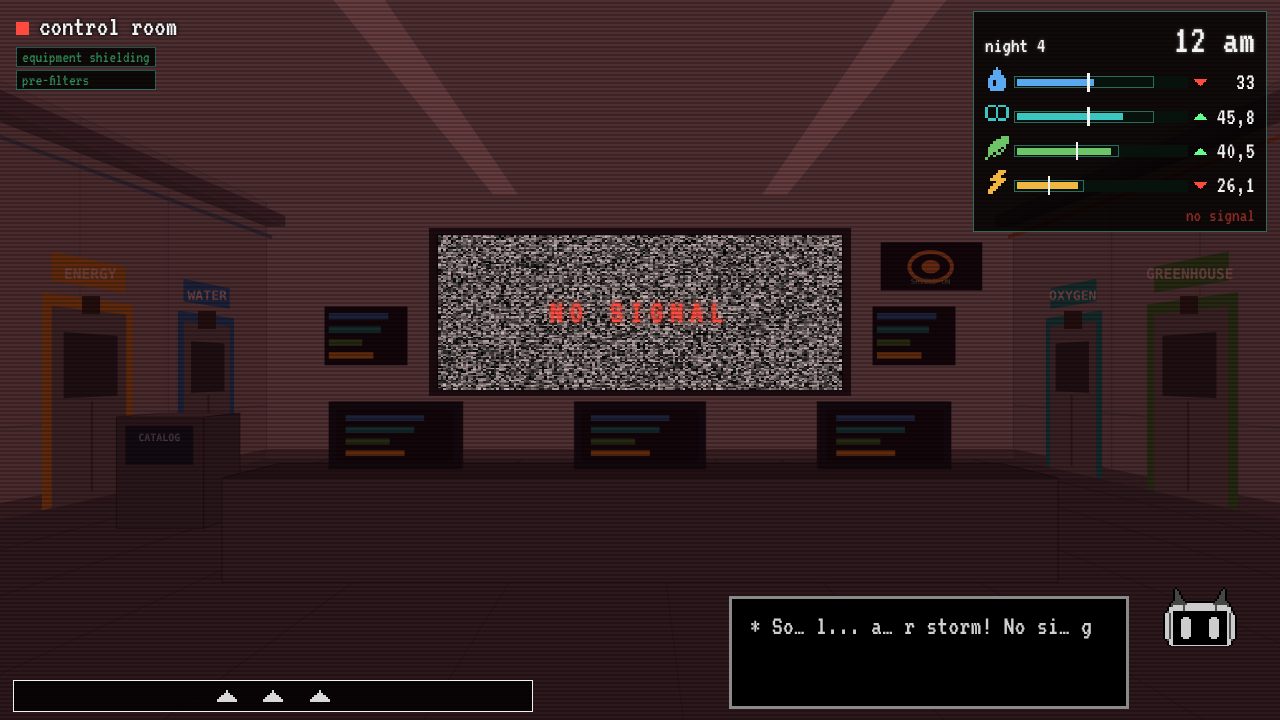 control room
equipment shielding
pre-filters
night 4
12 am
33
45,8
40,5
26,1
no signal
ENERGY
WATER
NO SIGNAL
OXYGEN
GREENHOUSE
CATALOG
* So… l... a… r storm! No si… g